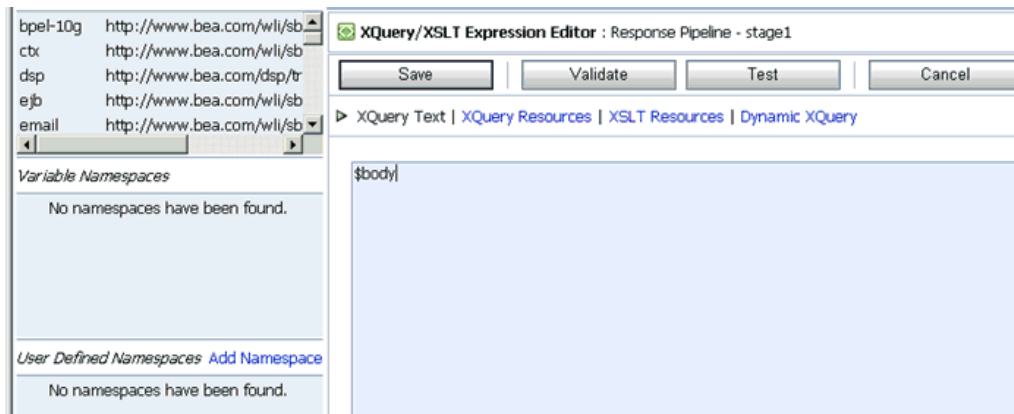 bpel-10g http://www.bea.com/wli/sb
ctx http://www.bea.com/wli/sb
dsp http://www.bea.com/dsp/tr
ejb http://www.bea.com/wli/sb
email http://www.bea.com/wli/sb
Variable Namespaces
No namespaces have been found.
User Defined Namespaces Add Namespace
No namespaces have been found.
XQuery/XSLT Expression Editor : Response Pipeline - stage1
Save Validate Test Cancel
XQuery Text | XQuery Resources | XSLT Resources | Dynamic XQuery
$body